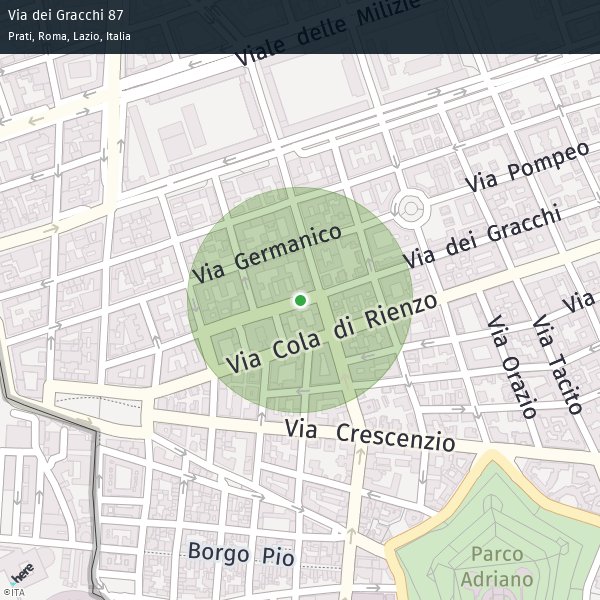 Via dei Gracchi 87
Prati, Roma, Lazio, Italia
Viale delle Milizie
Via Pompeo
Via Germanico
Via dei Gracchi
Via Cola di Rienzo
Via
Via Orazio
Via Tacito
Via Crescenzio
Borgo Pio
Parco
Adriano
here
©ITA